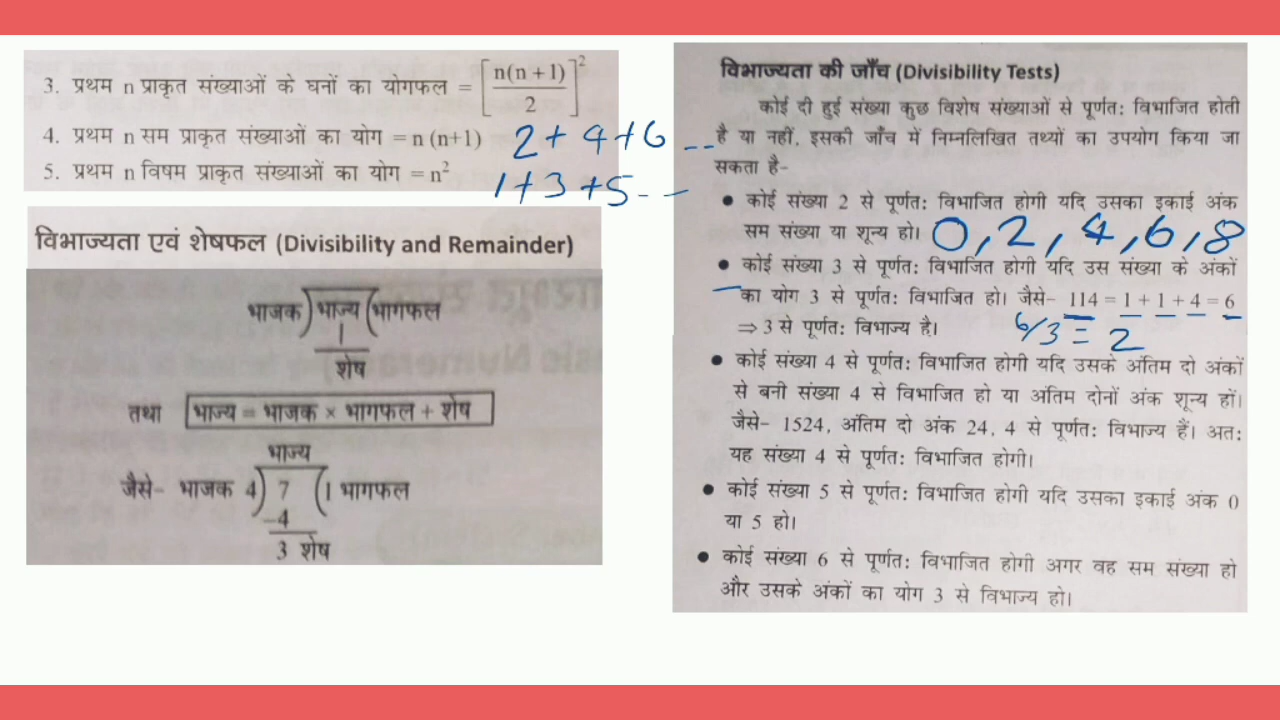 3. प्रथम n प्राकृत संख्याओं के घनों का योगफल = [n(n+1)/2]²
4. प्रथम n सम प्राकृत संख्याओं का योग = n (n+1) 2+4+6 --
5. प्रथम n विषम प्राकृत संख्याओं का योग = n² 1+3+5--
विभाज्यता एवं शेषफल (Divisibility and Remainder)
भाजक) भाज्य (भागफल
1
शेष
तथा भाज्य = भाजक × भागफल + शेष
भाज्य
जैसे- भाजक 4) 7 (1 भागफल
-4
3 शेष
विभाज्यता की जाँच (Divisibility Tests)
कोई दी हुई संख्या कुछ विशेष संख्याओं से पूर्णत: विभाजित होती
है या नहीं, इसकी जाँच में निम्नलिखित तथ्यों का उपयोग किया जा
सकता है-
• कोई संख्या 2 से पूर्णत: विभाजित होगी यदि उसका इकाई अंक
सम संख्या या शून्य हो। 0, 2, 4, 6, 8
• कोई संख्या 3 से पूर्णत: विभाजित होगी यदि उस संख्या के अंकों
का योग 3 से पूर्णत: विभाजित हो। जैसे- 114 = 1 + 1 + 4 = 6
⇒ 3 से पूर्णत: विभाज्य है। 6/3 = 2
• कोई संख्या 4 से पूर्णत: विभाजित होगी यदि उसके अंतिम दो अंकों
से बनी संख्या 4 से विभाजित हो या अंतिम दोनों अंक शून्य हों।
जैसे- 1524, अंतिम दो अंक 24, 4 से पूर्णत: विभाज्य हैं। अत:
यह संख्या 4 से पूर्णत: विभाजित होगी।
• कोई संख्या 5 से पूर्णत: विभाजित होगी यदि उसका इकाई अंक 0
या 5 हो।
• कोई संख्या 6 से पूर्णत: विभाजित होगी अगर वह सम संख्या हो
और उसके अंकों का योग 3 से विभाज्य हो।